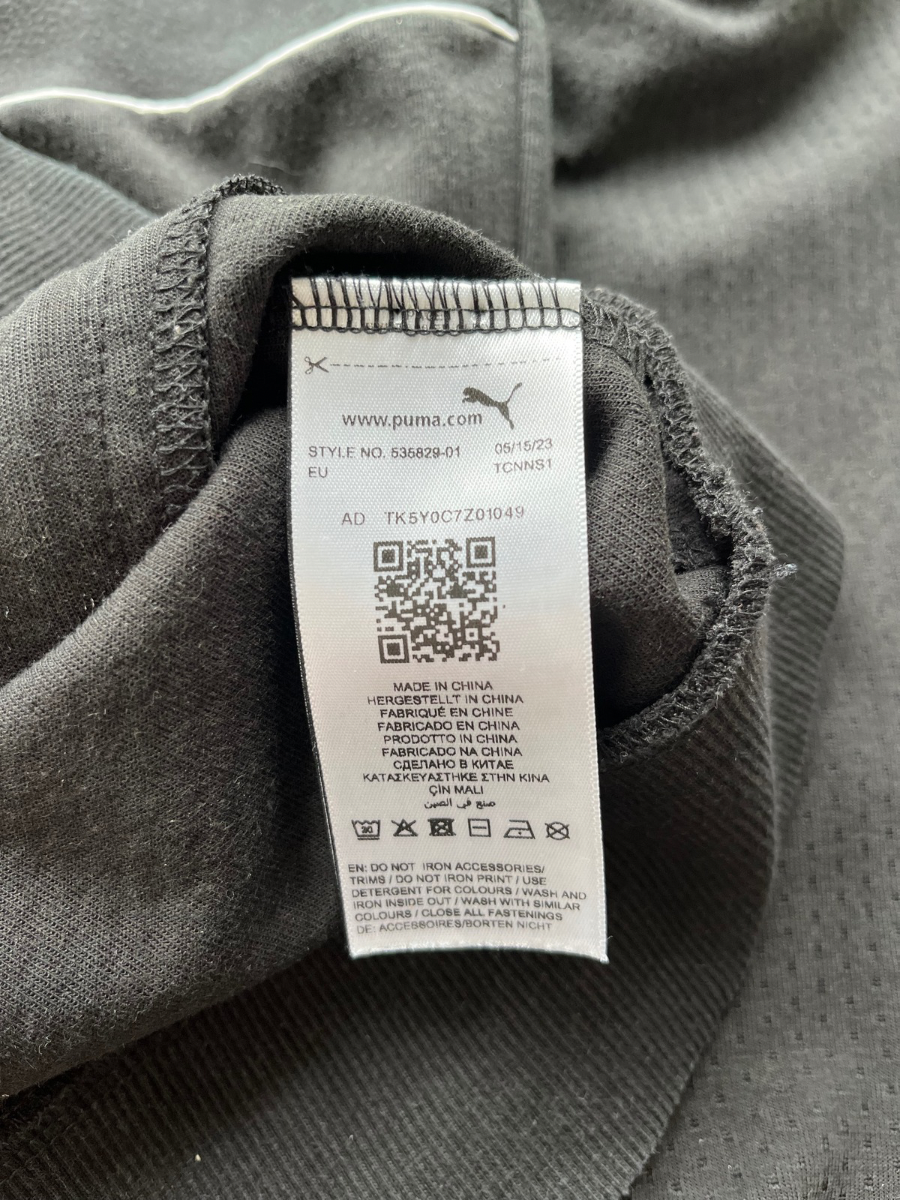 www.puma.com
STYLE NO. 535829-01 05/15/23
EU TCNNS1
AD TK5Y0C7Z01049
MADE IN CHINA
HERGESTELLT IN CHINA
FABRIQUÉ EN CHINE
FABRICADO EN CHINA
PRODOTTO IN CHINA
FABRICADO NA CHINA
СДЕЛАНО В КИТАЕ
ΚΑΤΑΣΚΕΥΑΣΤΗΚΕ ΣΤΗΝ ΚΙΝΑ
ÇİN MALI
صنع في الصين
30
EN: DO NOT IRON ACCESSORIES/
TRIMS / DO NOT IRON PRINT / USE
DETERGENT FOR COLOURS / WASH AND
IRON INSIDE OUT / WASH WITH SIMILAR
COLOURS / CLOSE ALL FASTENINGS
DE: ACCESSOIRES/BORTEN NICHT